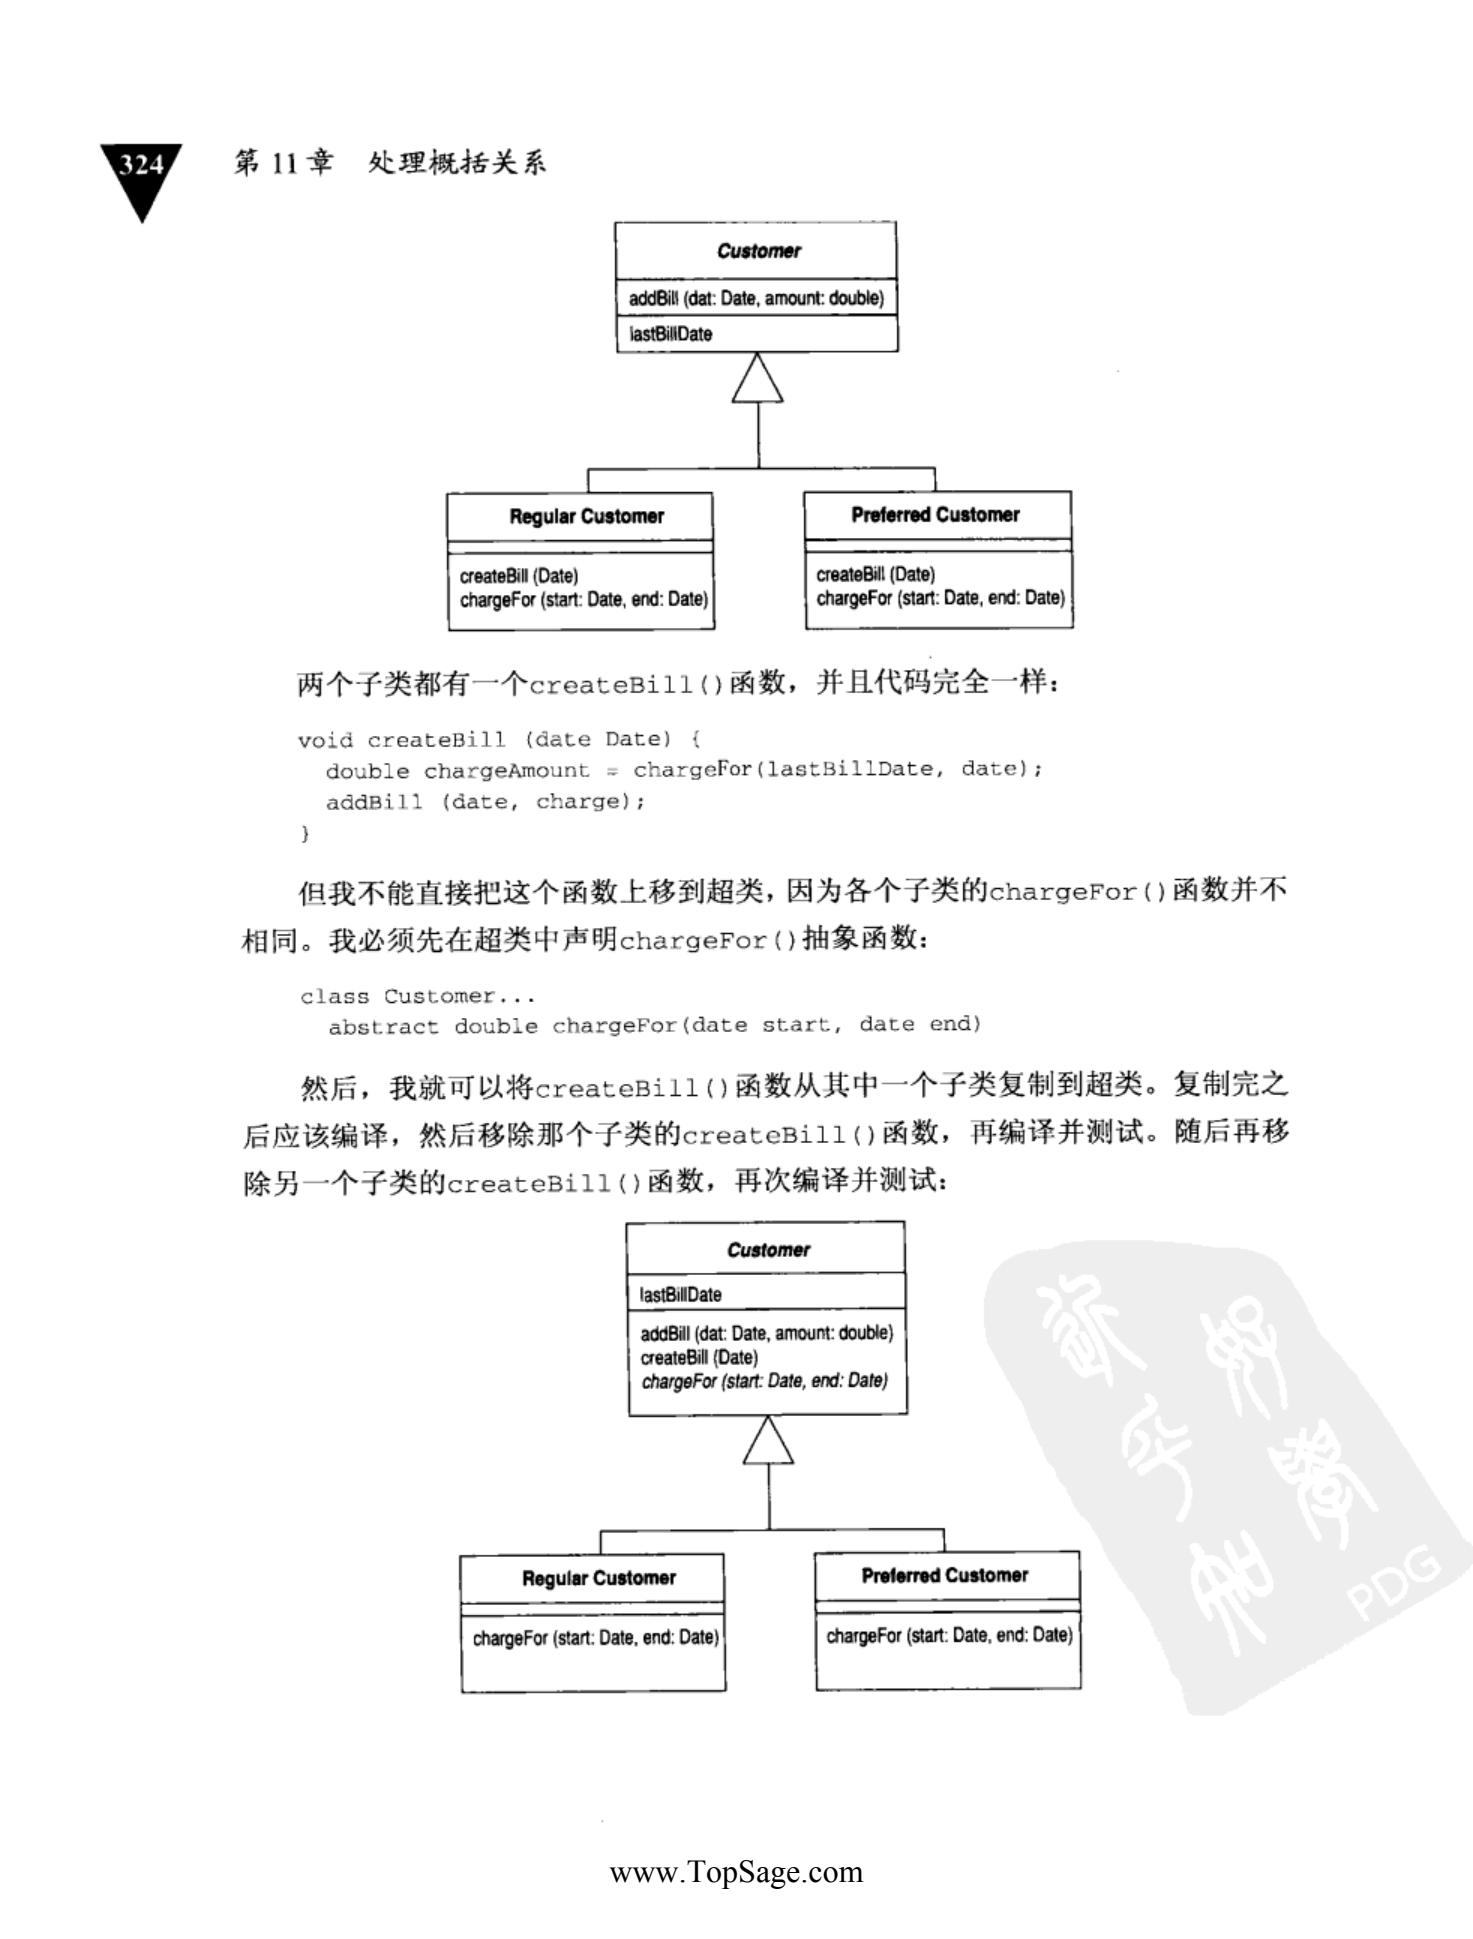 324
第 11 章 处理概括关系
Customer
addBill (dat: Date, amount: double)
lastBillDate
Regular Customer
Preferred Customer
createBill (Date)
chargeFor (start: Date, end: Date)
createBill (Date)
chargeFor (start: Date, end: Date)
两个子类都有一个createBill()函数，并且代码完全一样：
void createBill (date Date) {
double chargeAmount = chargeFor(lastBillDate, date);
addBill (date, charge);
}
但我不能直接把这个函数上移到超类，因为各个子类的chargeFor()函数并不
相同。我必须先在超类中声明chargeFor()抽象函数：
class Customer...
abstract double chargeFor(date start, date end)
然后，我就可以将createBill()函数从其中一个子类复制到超类。复制完之
后应该编译，然后移除那个子类的createBill()函数，再编译并测试。随后再移
除另一个子类的createBill()函数，再次编译并测试：
Customer
lastBillDate
addBill (dat: Date, amount: double)
createBill (Date)
chargeFor (start: Date, end: Date)
Regular Customer
Preferred Customer
chargeFor (start: Date, end: Date)
chargeFor (start: Date, end: Date)
PDG
www.TopSage.com